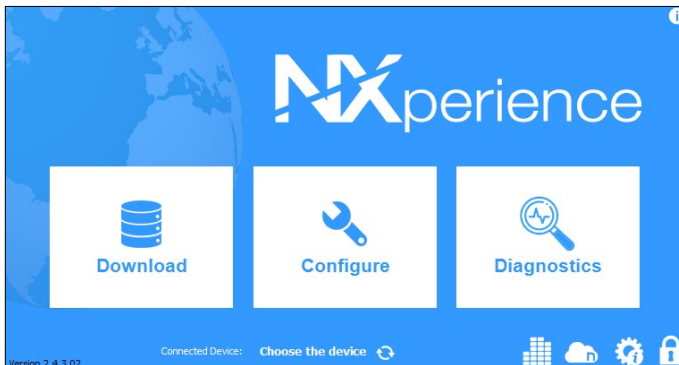 i
NXperience
Download Configure Diagnostics
Connected Device: Choose the device
n
Version 2.4.3.02